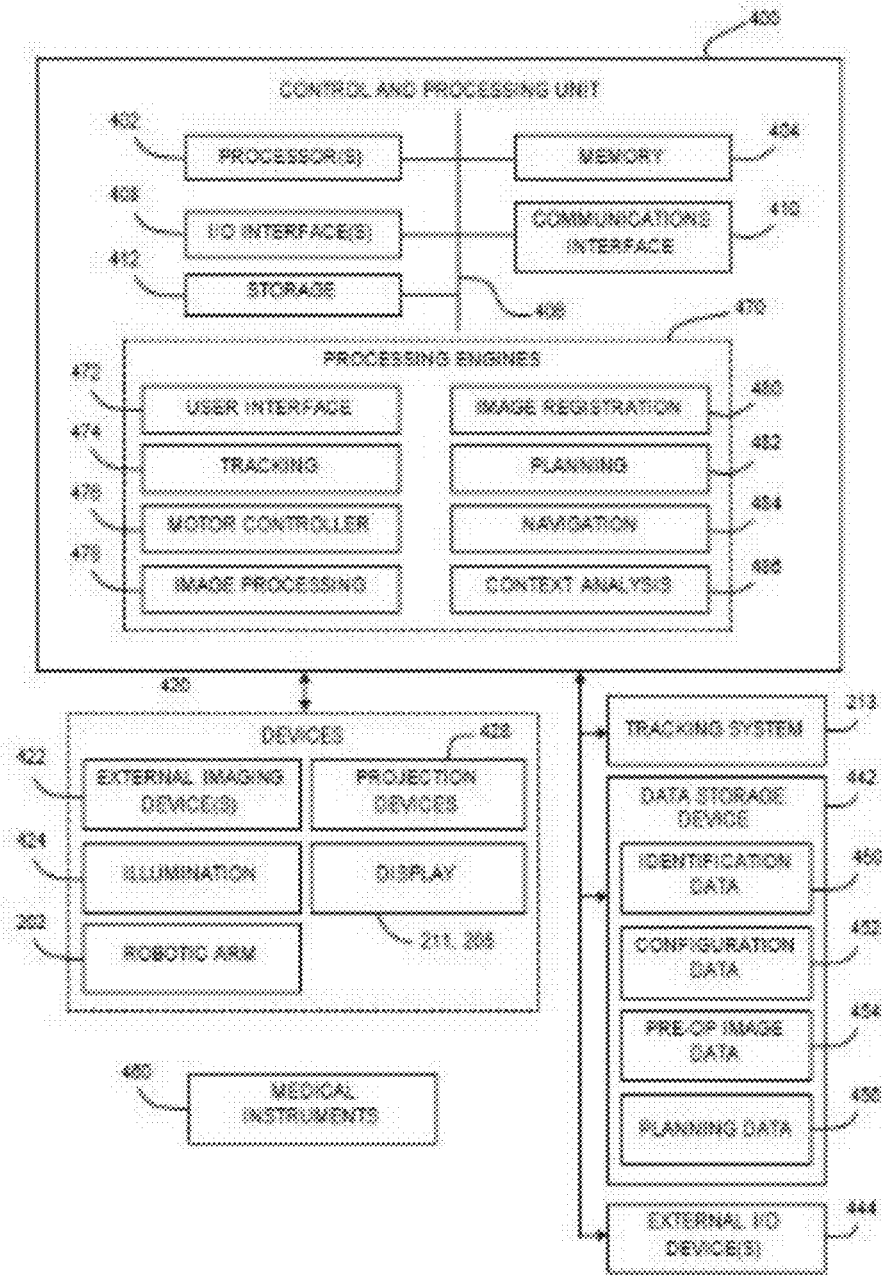 400
CONTROL AND PROCESSING UNIT
402
PROCESSOR(S)
MEMORY
404
408
I/O INTERFACE(S)
COMMUNICATIONS
INTERFACE
410
412
STORAGE
406
470
PROCESSING ENGINES
472
USER INTERFACE
IMAGE REGISTRATION
480
474
TRACKING
PLANNING
482
476
MOTOR CONTROLLER
NAVIGATION
484
478
IMAGE PROCESSING
CONTEXT ANALYSIS
486
420
DEVICES
428
TRACKING SYSTEM
213
422
EXTERNAL IMAGING
DEVICE(S)
PROJECTION
DEVICES
DATA STORAGE
DEVICE
442
424
ILLUMINATION
DISPLAY
IDENTIFICATION
DATA
202
ROBOTIC ARM
211, 205
CONFIGURATION
DATA
452
PRE-OP IMAGE
DATA
454
460
MEDICAL
INSTRUMENTS
PLANNING DATA
456
EXTERNAL I/O
DEVICE(S)
444